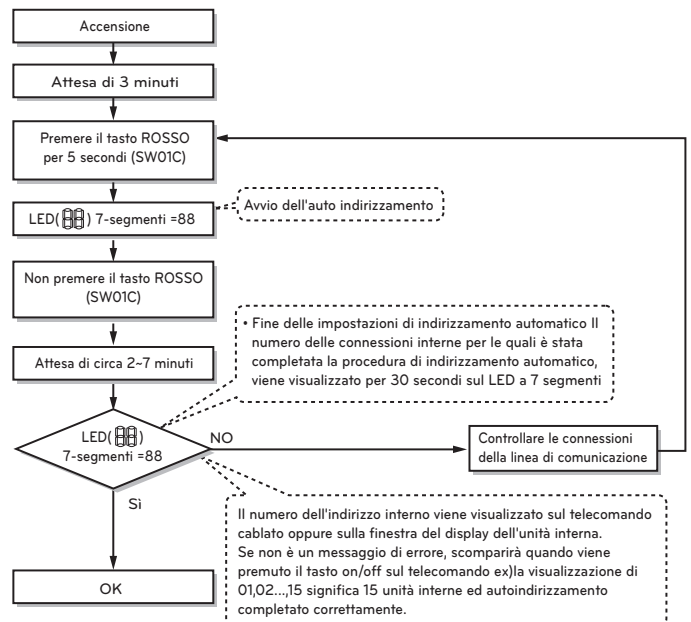 Accensione
Attesa di 3 minuti
Premere il tasto ROSSO
per 5 secondi (SW01C)
LED(88) 7-segmenti =88
Avvio dell'auto indirizzamento
Non premere il tasto ROSSO
(SW01C)
• Fine delle impostazioni di indirizzamento automatico Il
numero delle connessioni interne per le quali è stata
completata la procedura di indirizzamento automatico,
viene visualizzato per 30 secondi sul LED a 7 segmenti
Attesa di circa 2~7 minuti
LED(88)
7-segmenti =88
NO
Controllare le connessioni
della linea di comunicazione
Sì
Il numero dell'indirizzo interno viene visualizzato sul telecomando
cablato oppure sulla finestra del display dell'unità interna.
Se non è un messaggio di errore, scomparirà quando viene
premuto il tasto on/off sul telecomando ex)la visualizzazione di
01,02...,15 significa 15 unità interne ed autoindirizzamento
completato correttamente.
OK